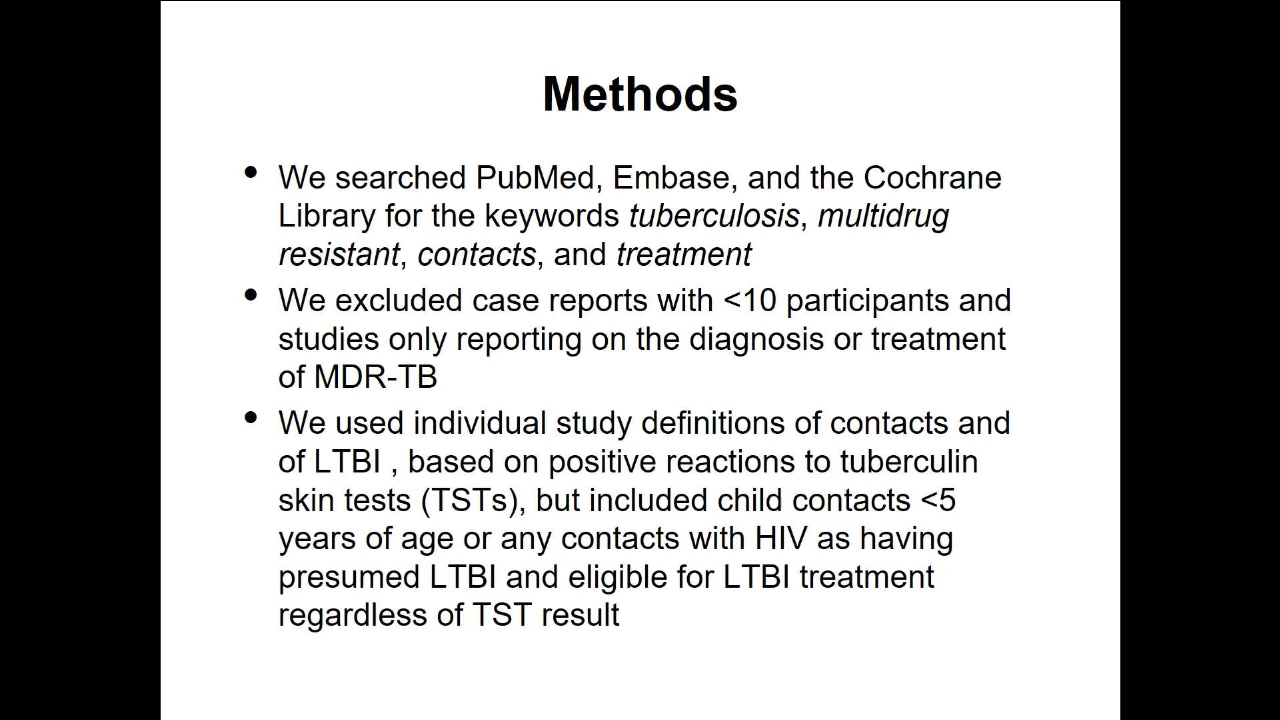 Methods
• We searched PubMed, Embase, and the Cochrane
Library for the keywords tuberculosis, multidrug
resistant, contacts, and treatment
• We excluded case reports with <10 participants and
studies only reporting on the diagnosis or treatment
of MDR-TB
• We used individual study definitions of contacts and
of LTBI , based on positive reactions to tuberculin
skin tests (TSTs), but included child contacts <5
years of age or any contacts with HIV as having
presumed LTBI and eligible for LTBI treatment
regardless of TST result